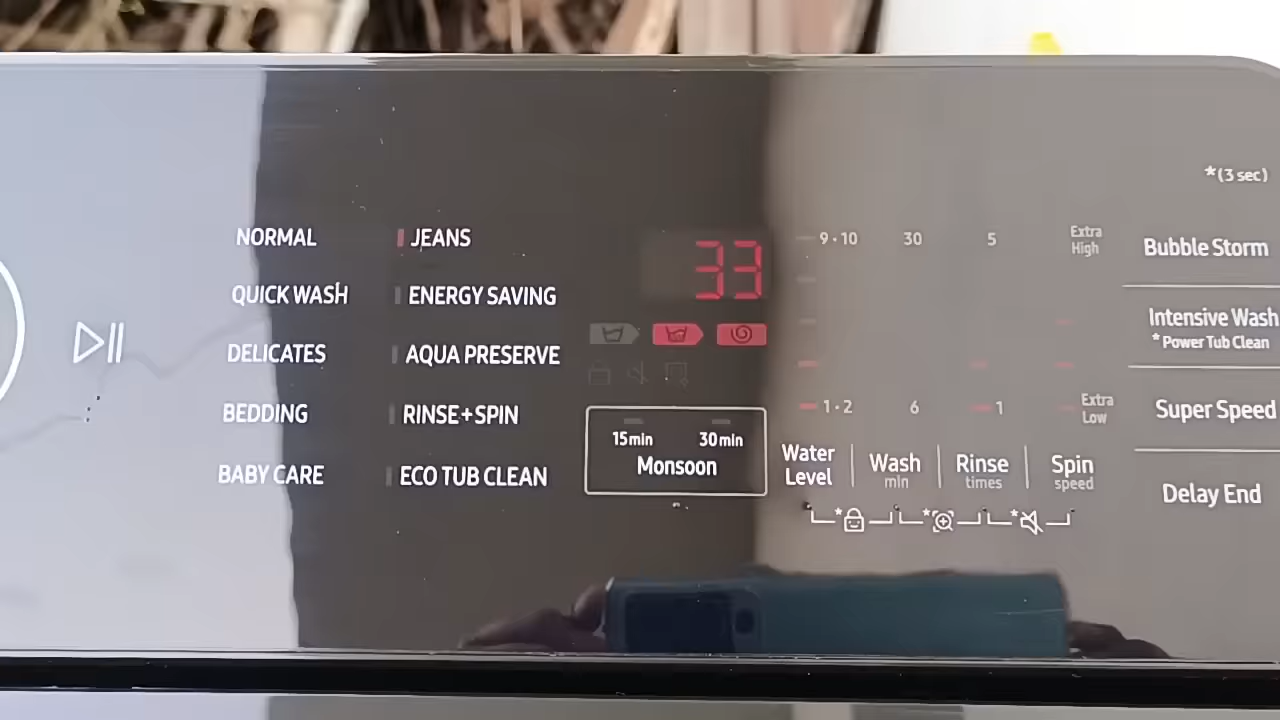 *(3 sec)
NORMAL
JEANS
33
9·10
30
5
Extra
High
Bubble Storm
QUICK WASH
ENERGY SAVING
Intensive Wash
*Power Tub Clean
DELICATES
AQUA PRESERVE
BEDDING
RINSE+SPIN
1·2
6
1
Extra
Low
Super Speed
15min
30min
Monsoon
Water
Level
Wash
min
Rinse
times
Spin
speed
BABY CARE
ECO TUB CLEAN
Delay End
*
*
*